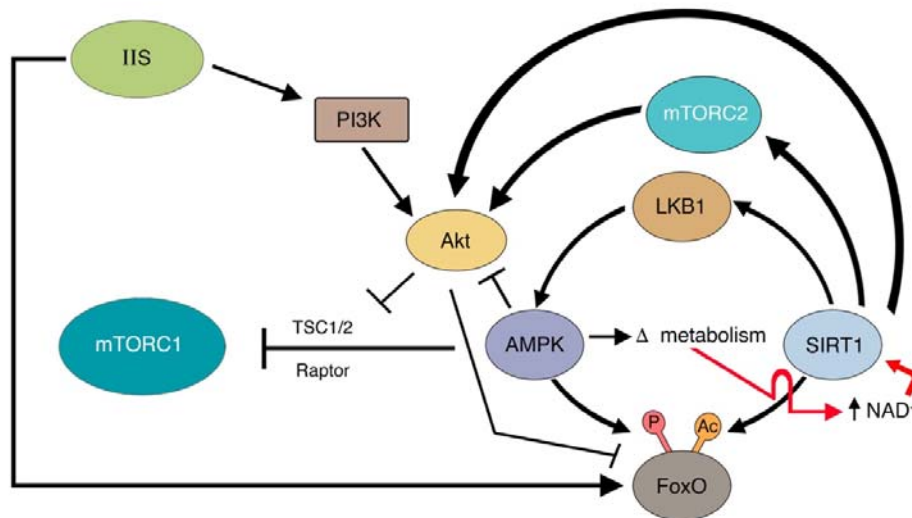 IIS
PI3K
mTORC2
LKB1
Akt
TSC1/2
mTORC1
Raptor
AMPK
Δ metabolism
SIRT1
NAD+
P
Ac
FoxO